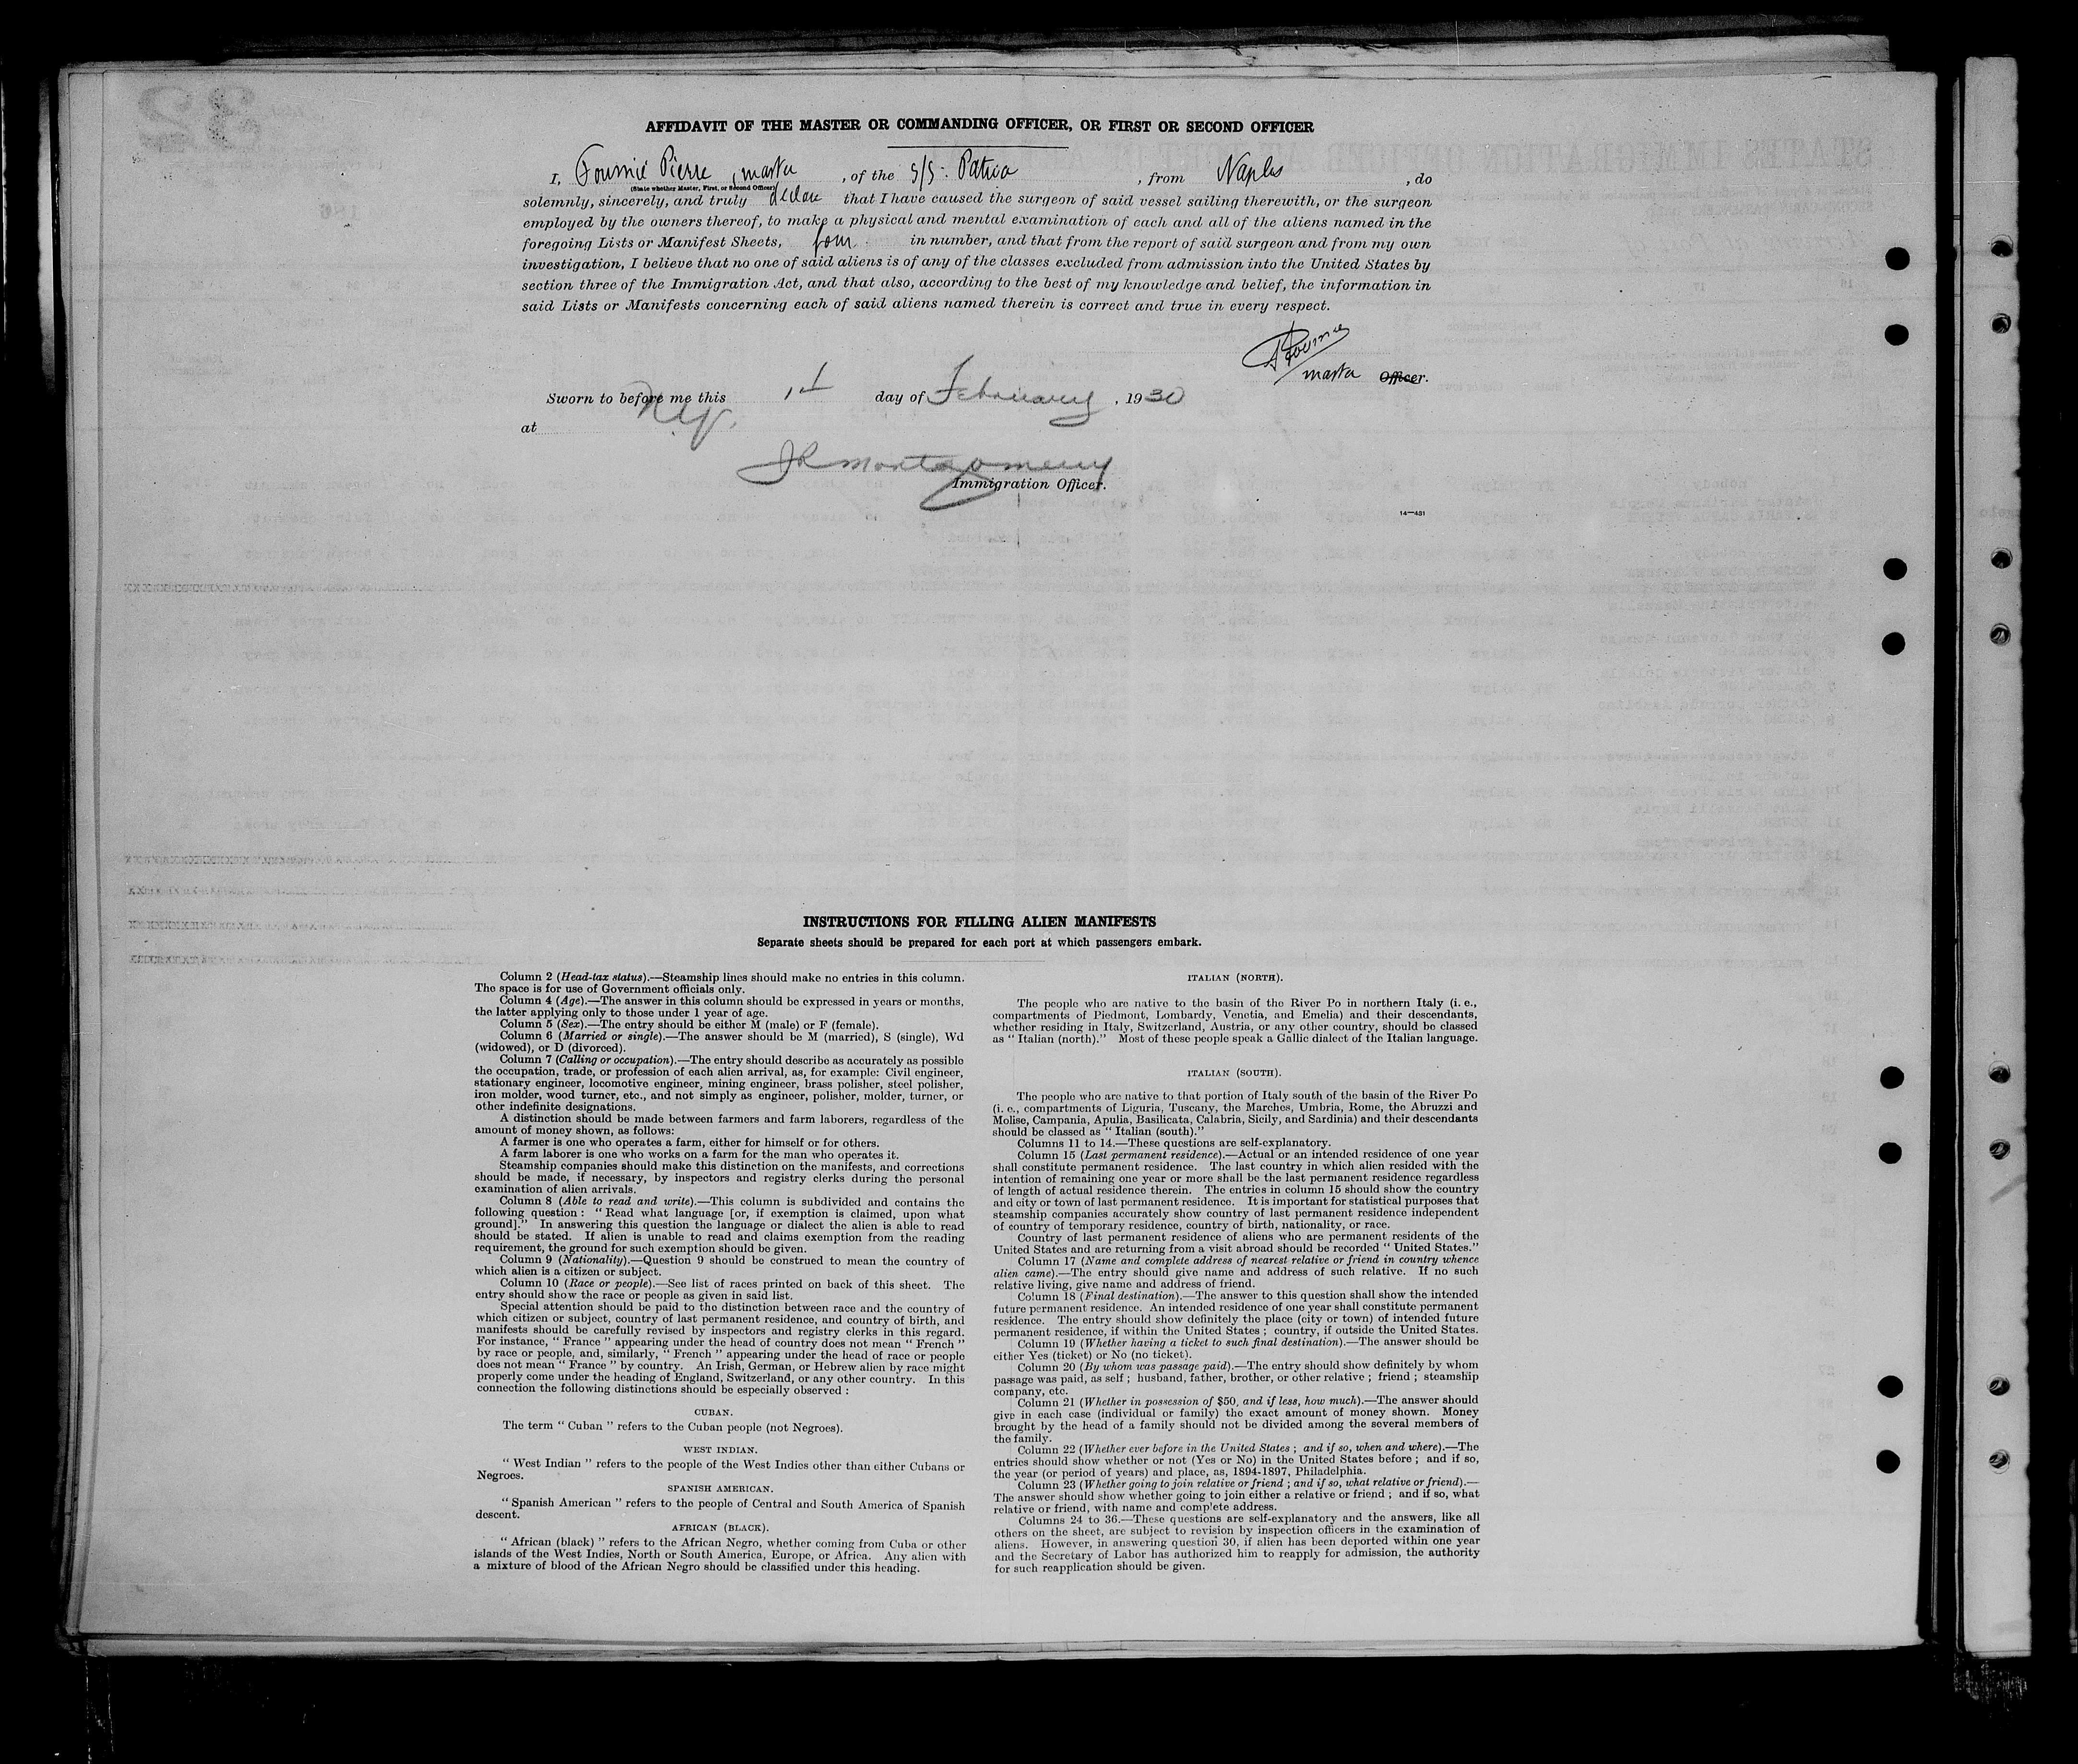 AFFIDAVIT OF THE MASTER OR COMMANDING OFFICER, OR FIRST OR SECOND OFFICER
I, Fournié Pierre, master, of the S/S. Patria, from Naples, do
(State whether Master, First, or Second Officer)
solemnly, sincerely, and truly declare that I have caused the surgeon of said vessel sailing therewith, or the surgeon
employed by the owners thereof, to make a physical and mental examination of each and all of the aliens named in the
foregoing Lists or Manifest Sheets, four in number, and that from the report of said surgeon and from my own
investigation, I believe that no one of said aliens is of any of the classes excluded from admission into the United States by
section three of the Immigration Act, and that also, according to the best of my knowledge and belief, the information in
said Lists or Manifests concerning each of said aliens named therein is correct and true in every respect.
master Officer.
Sworn to before me this 1st day of February, 1930
at N.Y.
JR Montgomery
Immigration Officer.
14—481
INSTRUCTIONS FOR FILLING ALIEN MANIFESTS
Separate sheets should be prepared for each port at which passengers embark.
Column 2 (Head-tax status).—Steamship lines should make no entries in this column.
The space is for use of Government officials only.
Column 4 (Age).—The answer in this column should be expressed in years or months,
the latter applying only to those under 1 year of age.
Column 5 (Sex).—The entry should be either M (male) or F (female).
Column 6 (Married or single).—The answer should be M (married), S (single), Wd
(widowed), or D (divorced).
Column 7 (Calling or occupation).—The entry should describe as accurately as possible
the occupation, trade, or profession of each alien arrival, as, for example: Civil engineer,
stationary engineer, locomotive engineer, mining engineer, brass polisher, steel polisher,
iron molder, wood turner, etc., and not simply as engineer, polisher, molder, turner, or
other indefinite designations.
A distinction should be made between farmers and farm laborers, regardless of the
amount of money shown, as follows:
A farmer is one who operates a farm, either for himself or for others.
A farm laborer is one who works on a farm for the man who operates it.
Steamship companies should make this distinction on the manifests, and corrections
should be made, if necessary, by inspectors and registry clerks during the personal
examination of alien arrivals.
Column 8 (Able to read and write).—This column is subdivided and contains the
following question: "Read what language [or, if exemption is claimed, upon what
ground]." In answering this question the language or dialect the alien is able to read
should be stated. If alien is unable to read and claims exemption from the reading
requirement, the ground for such exemption should be given.
Column 9 (Nationality).—Question 9 should be construed to mean the country of
which alien is a citizen or subject.
Column 10 (Race or people).—See list of races printed on back of this sheet. The
entry should show the race or people as given in said list.
Special attention should be paid to the distinction between race and the country of
which citizen or subject, country of last permanent residence, and country of birth, and
manifests should be carefully revised by inspectors and registry clerks in this regard.
For instance, "France" appearing under the head of country does not mean "French"
by race or people, and, similarly, "French" appearing under the head of race or people
does not mean "France" by country. An Irish, German, or Hebrew alien by race might
properly come under the heading of England, Switzerland, or any other country. In this
connection the following distinctions should be especially observed:
CUBAN.
The term "Cuban" refers to the Cuban people (not Negroes).
WEST INDIAN.
"West Indian" refers to the people of the West Indies other than either Cubans or
Negroes.
SPANISH AMERICAN.
"Spanish American" refers to the people of Central and South America of Spanish
descent.
AFRICAN (BLACK).
"African (black)" refers to the African Negro, whether coming from Cuba or other
islands of the West Indies, North or South America, Europe, or Africa. Any alien with
a mixture of blood of the African Negro should be classified under this heading.
ITALIAN (NORTH).
The people who are native to the basin of the River Po in northern Italy (i. e.,
compartments of Piedmont, Lombardy, Venetia, and Emelia) and their descendants,
whether residing in Italy, Switzerland, Austria, or any other country, should be classed
as "Italian (north)." Most of these people speak a Gallic dialect of the Italian language.
ITALIAN (SOUTH).
The people who are native to that portion of Italy south of the basin of the River Po
(i. e., compartments of Liguria, Tuscany, the Marches, Umbria, Rome, the Abruzzi and
Molise, Campania, Apulia, Basilicata, Calabria, Sicily, and Sardinia) and their descendants
should be classed as "Italian (south)."
Columns 11 to 14.—These questions are self-explanatory.
Column 15 (Last permanent residence).—Actual or an intended residence of one year
shall constitute permanent residence. The last country in which alien resided with the
intention of remaining one year or more shall be the last permanent residence regardless
of length of actual residence therein. The entries in column 15 should show the country
and city or town of last permanent residence. It is important for statistical purposes that
steamship companies accurately show country of last permanent residence independent
of country of temporary residence, country of birth, nationality, or race.
Country of last permanent residence of aliens who are permanent residents of the
United States and are returning from a visit abroad should be recorded "United States."
Column 17 (Name and complete address of nearest relative or friend in country whence
alien came).—The entry should give name and address of such relative. If no such
relative living, give name and address of friend.
Column 18 (Final destination).—The answer to this question shall show the intended
future permanent residence. An intended residence of one year shall constitute permanent
residence. The entry should show definitely the place (city or town) of intended future
permanent residence, if within the United States; country, if outside the United States.
Column 19 (Whether having a ticket to such final destination).—The answer should be
either Yes (ticket) or No (no ticket).
Column 20 (By whom was passage paid).—The entry should show definitely by whom
passage was paid, as self; husband, father, brother, or other relative; friend; steamship
company, etc.
Column 21 (Whether in possession of $50, and if less, how much).—The answer should
give in each case (individual or family) the exact amount of money shown. Money
brought by the head of a family should not be divided among the several members of
the family.
Column 22 (Whether ever before in the United States; and if so, when and where).—The
entries should show whether or not (Yes or No) in the United States before; and if so,
the year (or period of years) and place, as, 1894-1897, Philadelphia.
Column 23 (Whether going to join relative or friend; and if so, what relative or friend).—
The answer should show whether going to join either a relative or friend; and if so, what
relative or friend, with name and complete address.
Columns 24 to 36.—These questions are self-explanatory and the answers, like all
others on the sheet, are subject to revision by inspection officers in the examination of
aliens. However, in answering question 30, if alien has been deported within one year
and the Secretary of Labor has authorized him to reapply for admission, the authority
for such reapplication should be given.